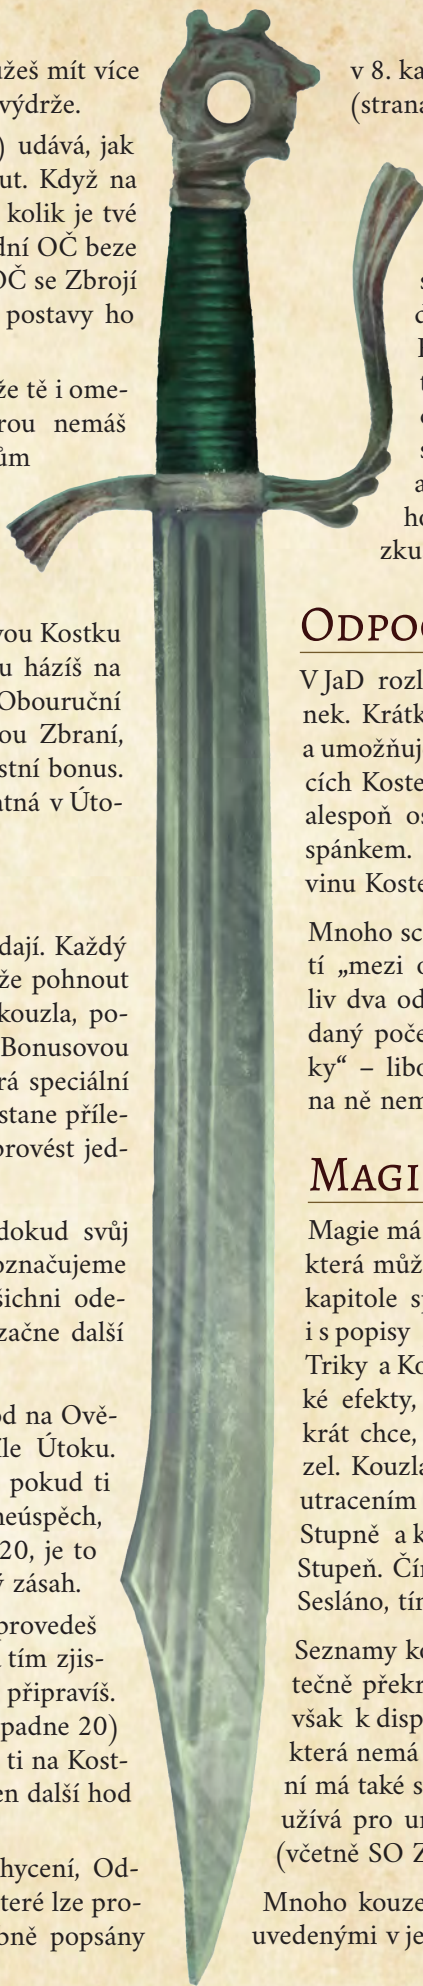 ůžeš mít více
výdrže.
) udává, jak
ut. Když na
kolik je tvé
dní OČ beze
OČ se Zbrojí
postavy ho
že tě i ome-
rou nemáš
ům
vou Kostku
u házíš na
Obouruční
ou Zbraní,
stní bonus.
atná v Úto-
dají. Každý
že pohnout
kouzla, po-
Bonusovou
rá speciální
stane příle-
provést jed-
dokud svůj
označujeme
šichni ode-
začne další
od na Ově-
íle Útoku.
pokud ti
neúspěch,
20, je to
ý zásah.
provedeš
tím zjis-
připravíš.
padne 20)
ti na Kost-
en další hod
hycení, Od-
které lze pro-
obně popsány
v 8. ka
(strana
s
d
t
s
a
ho
zku
Odpo
V JaD rozl
nek. Krátk
a umožňuj
cích Koste
alespoň os
spánkem.
vinu Koste
Mnoho sc
tí „mezi o
liv dva od
daný poče
ky“ – libo
na ně nem
Magi
Magie má
která můž
kapitole sp
i s popisy
Triky a Ko
ké efekty,
krát chce,
zel. Kouzla
utracením
Stupně a k
Stupeň. Čí
Sesláno, tím
Seznamy ko
tečně překr
však k disp
která nemá
ní má také s
užívá pro ur
(včetně SO Z
Mnoho kouze
uvedenými v je